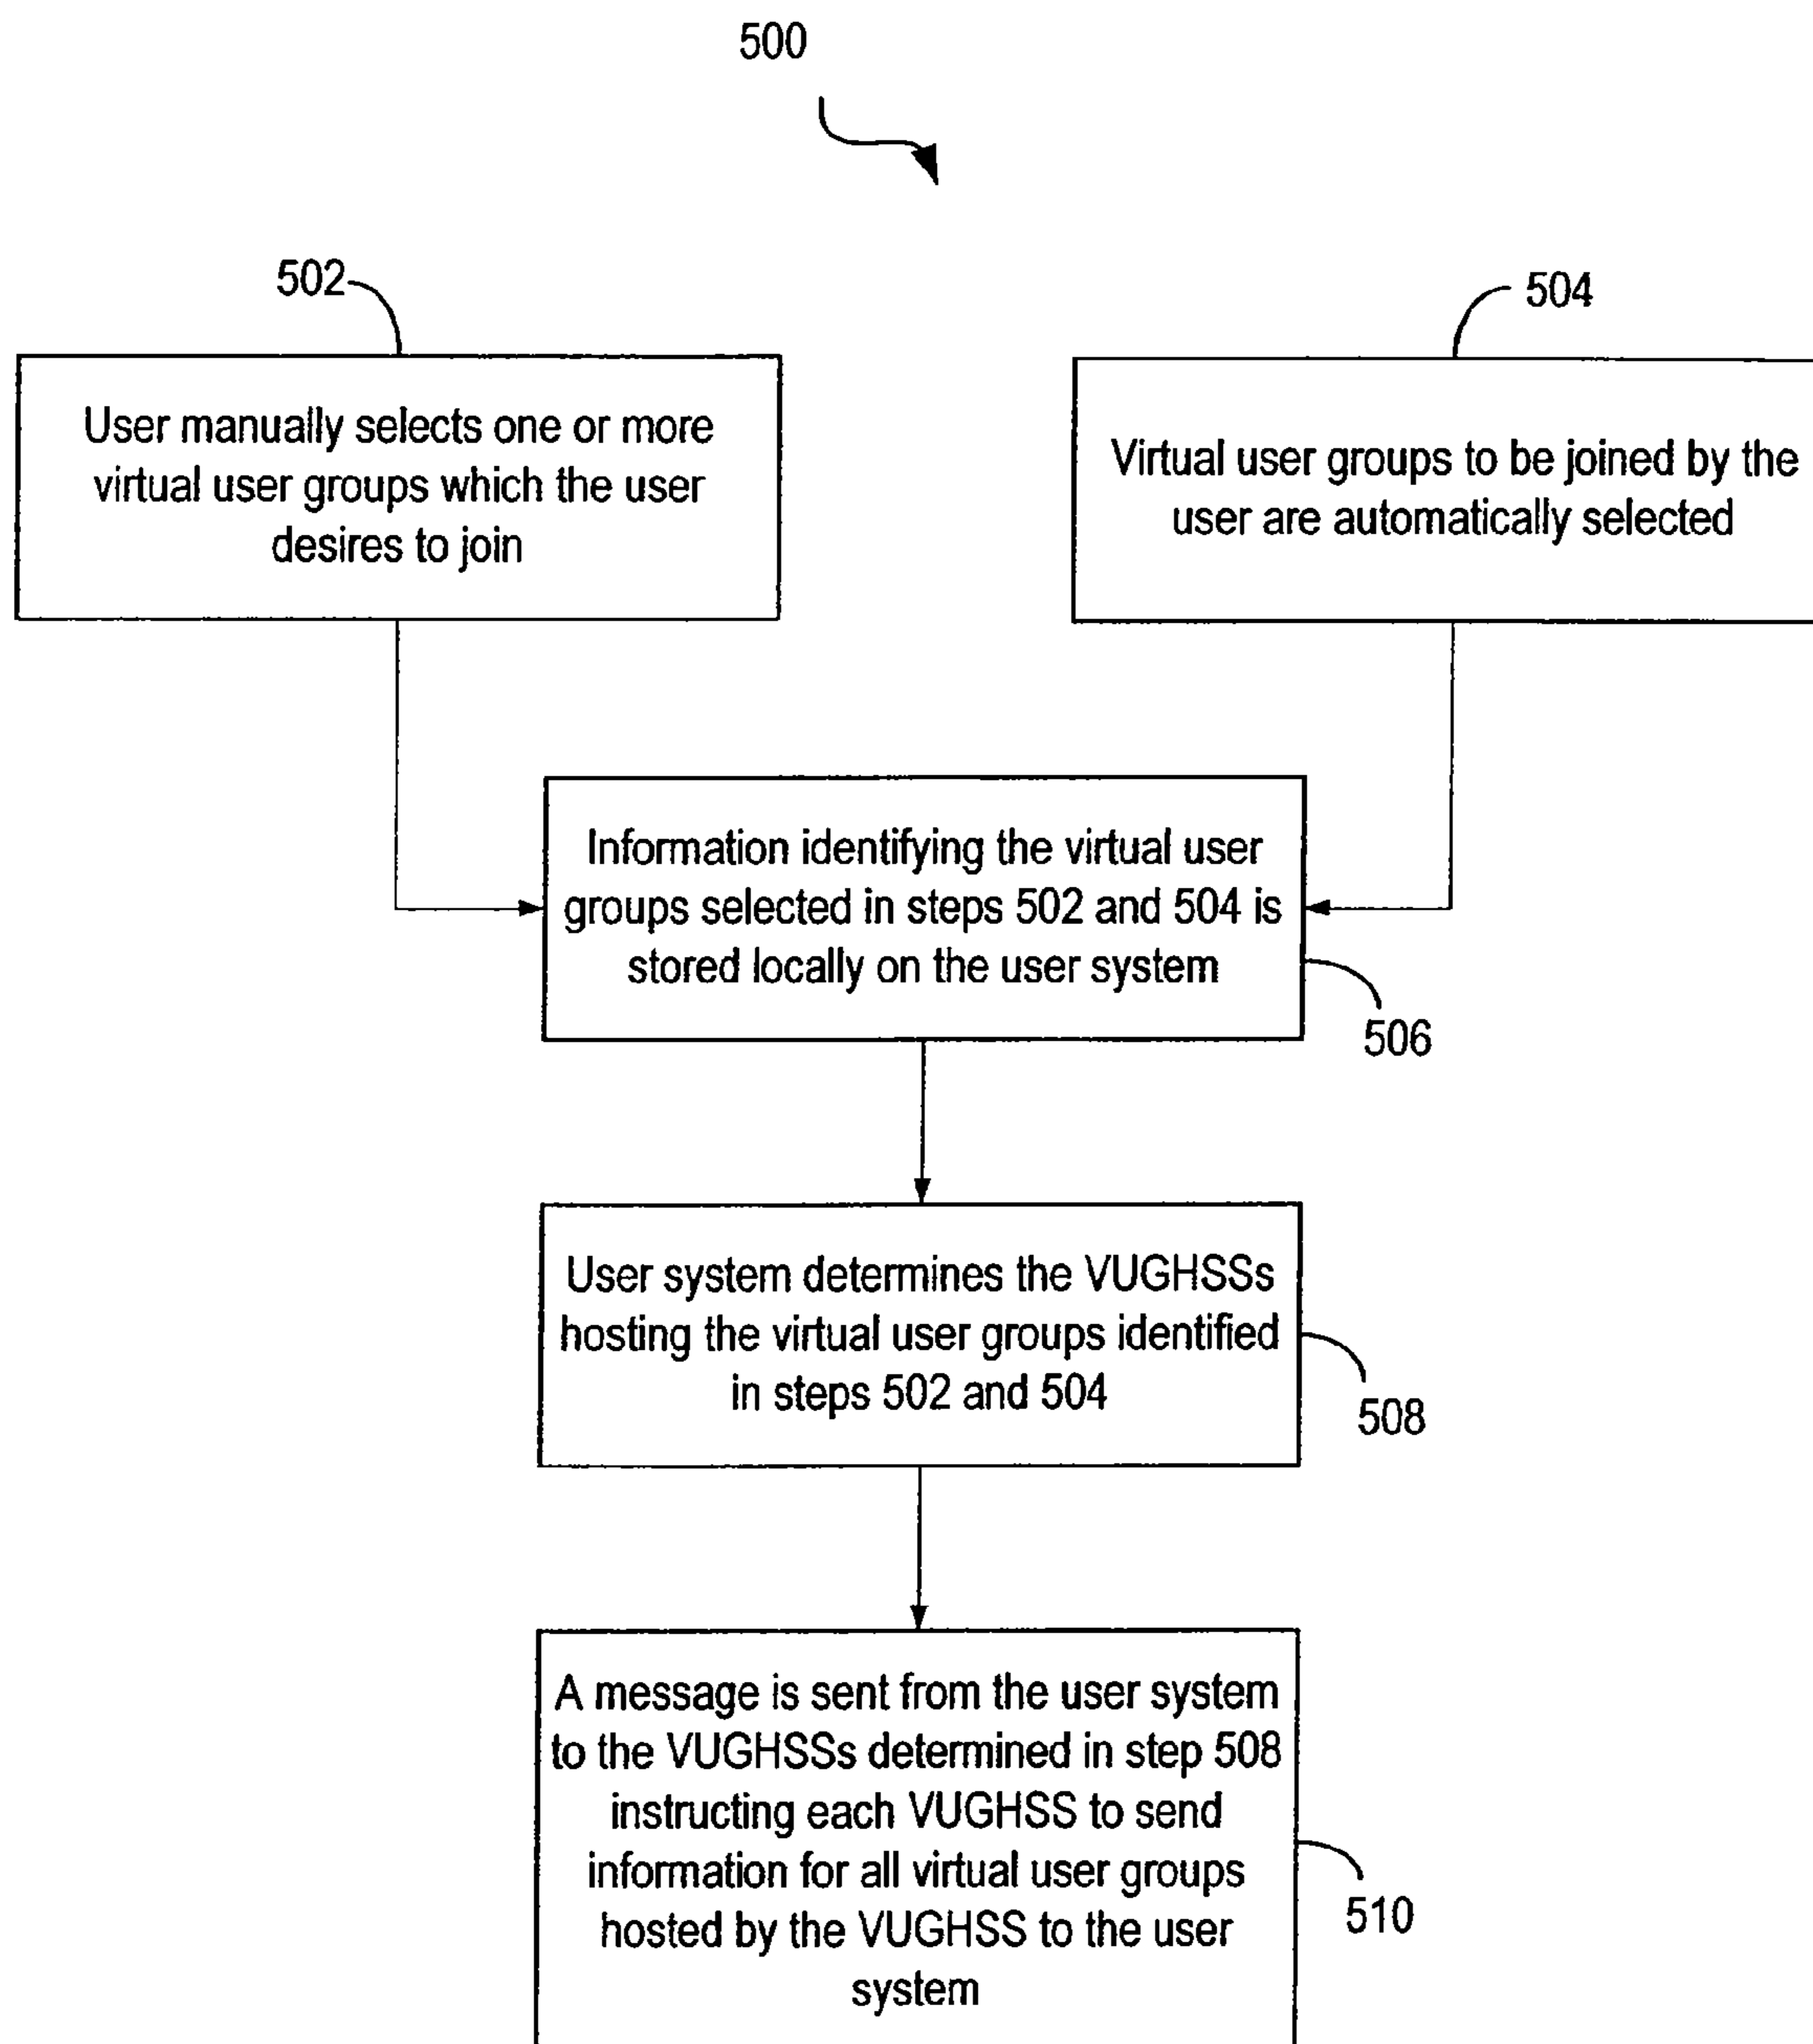 500
502
504
User manually selects one or more
virtual user groups which the user
desires to join
Virtual user groups to be joined by the
user are automatically selected
Information identifying the virtual user
groups selected in steps 502 and 504 is
stored locally on the user system
506
User system determines the VUGHSSs
hosting the virtual user groups identified
in steps 502 and 504
508
A message is sent from the user system
to the VUGHSSs determined in step 508
instructing each VUGHSS to send
information for all virtual user groups
hosted by the VUGHSS to the user
system
510